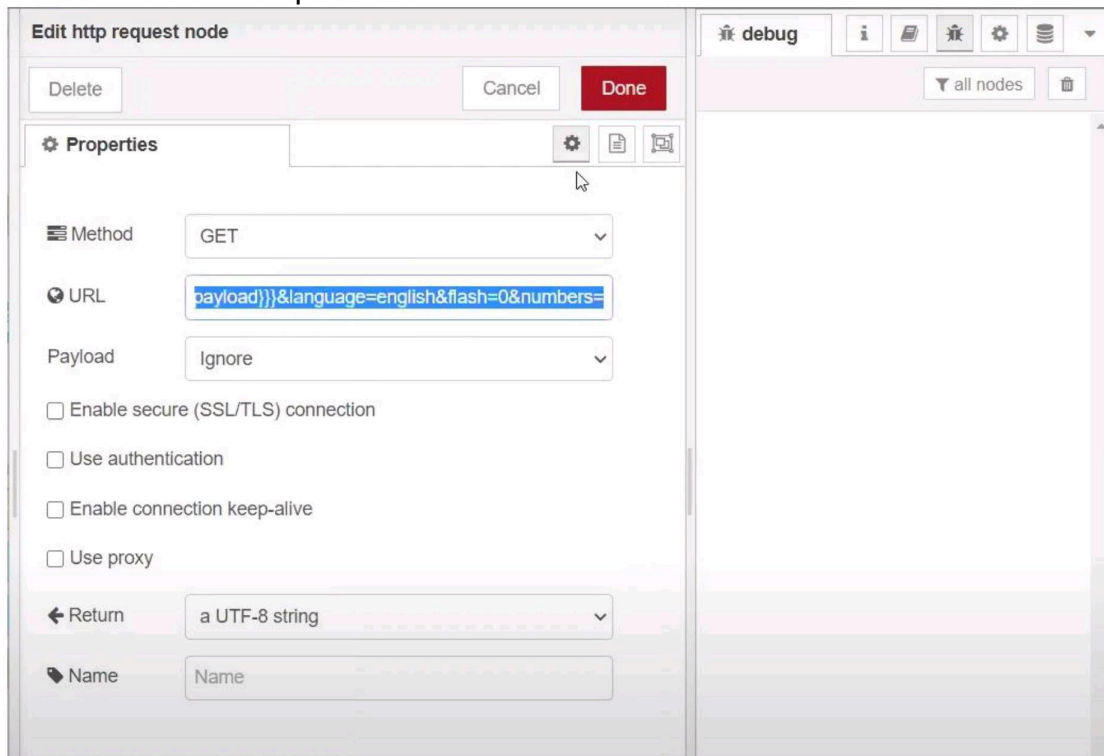 Edit http request node
debug
Delete
Cancel
Done
all nodes
Properties
Method
GET
URL
payload}}}&language=english&flash=0&numbers=
Payload
Ignore
Enable secure (SSL/TLS) connection
Use authentication
Enable connection keep-alive
Use proxy
Return
a UTF-8 string
Name
Name